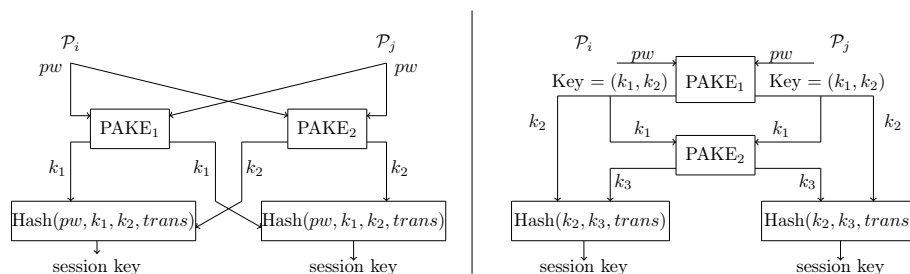 𝒫ᵢ
𝒫ⱼ
pw
pw
PAKE₁
PAKE₂
k₁
k₁
k₂
k₂
Hash(pw, k₁, k₂, trans)
Hash(pw, k₁, k₂, trans)
session key
session key
𝒫ᵢ
𝒫ⱼ
pw
pw
PAKE₁
Key = (k₁, k₂)
Key = (k₁, k₂)
k₂
k₁
k₁
k₂
PAKE₂
k₃
k₃
Hash(k₂, k₃, trans)
Hash(k₂, k₃, trans)
session key
session key